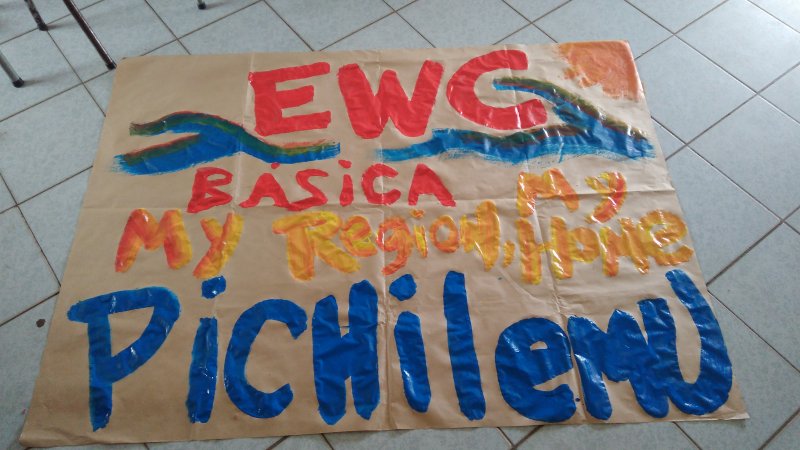 EWC
BÁSiCA
My Region, My Home
PiCHilemU